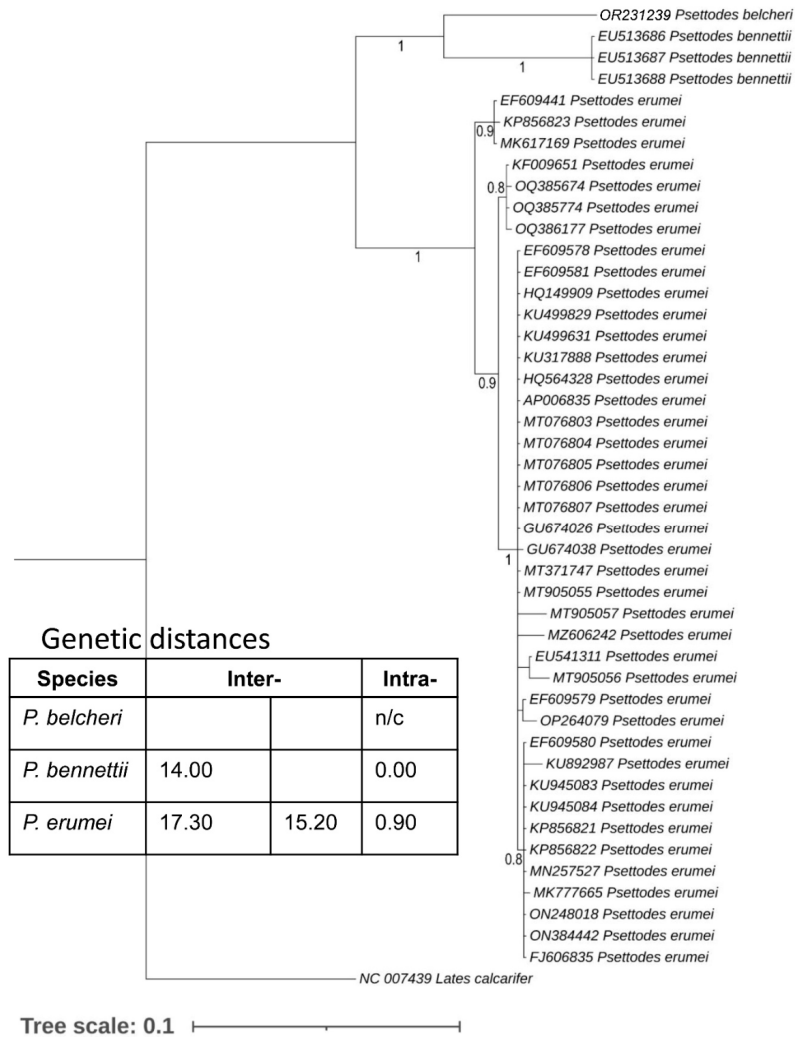 OR231239 Psettodes belcheri
EU513686 Psettodes bennettii
1
EU513687 Psettodes bennettii
1
EU513688 Psettodes bennettii
EF609441 Psettodes erumei
KP856823 Psettodes erumei
0.9
MK617169 Psettodes erumei
KF009651 Psettodes erumei
0.8
OQ385674 Psettodes erumei
OQ385774 Psettodes erumei
OQ386177 Psettodes erumei
EF609578 Psettodes erumei
1
EF609581 Psettodes erumei
HQ149909 Psettodes erumei
KU499829 Psettodes erumei
KU499631 Psettodes erumei
KU317888 Psettodes erumei
HQ564328 Psettodes erumei
0.9
AP006835 Psettodes erumei
MT076803 Psettodes erumei
MT076804 Psettodes erumei
MT076805 Psettodes erumei
MT076806 Psettodes erumei
MT076807 Psettodes erumei
GU674026 Psettodes erumei
GU674038 Psettodes erumei
1
MT371747 Psettodes erumei
MT905055 Psettodes erumei
MT905057 Psettodes erumei
MZ606242 Psettodes erumei
EU541311 Psettodes erumei
MT905056 Psettodes erumei
EF609579 Psettodes erumei
OP264079 Psettodes erumei
EF609580 Psettodes erumei
KU892987 Psettodes erumei
KU945083 Psettodes erumei
KU945084 Psettodes erumei
KP856821 Psettodes erumei
KP856822 Psettodes erumei
0.8
MN257527 Psettodes erumei
MK777665 Psettodes erumei
ON248018 Psettodes erumei
ON384442 Psettodes erumei
FJ606835 Psettodes erumei
NC 007439 Lates calcarifer
Genetic distances
Species Inter- Intra-
P. belcheri n/c
P. bennettii 14.00 0.00
P. erumei 17.30 15.20 0.90
Tree scale: 0.1